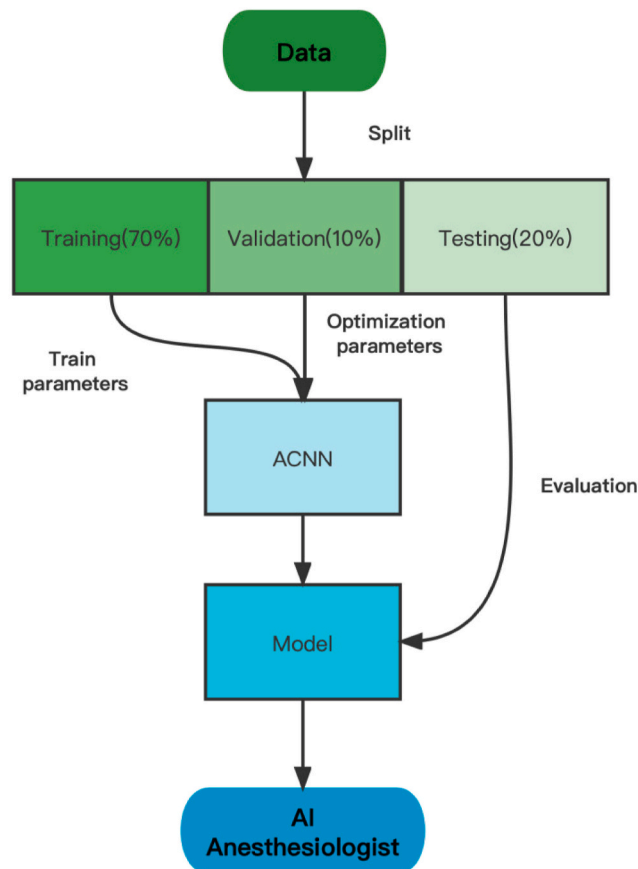 Data
Split
Training(70%)
Validation(10%)
Testing(20%)
Optimization
parameters
Train
parameters
ACNN
Evaluation
Model
AI
Anesthesiologist